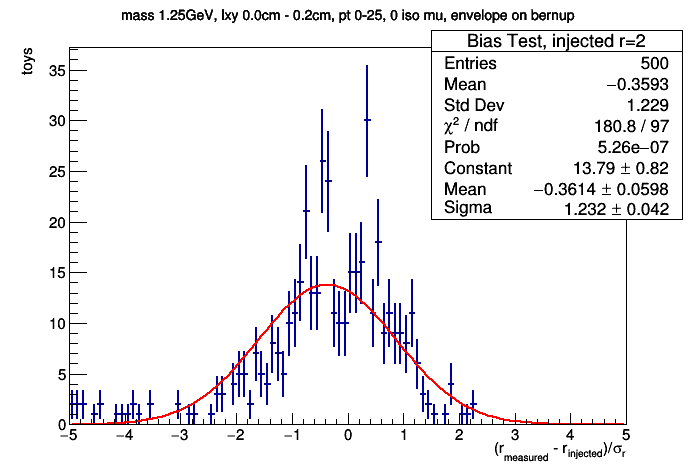 mass 1.25GeV, lxy 0.0cm - 0.2cm, pt 0-25, 0 iso mu, envelope on bernup
Bias Test, injected r=2
Entries 500
Mean −0.3593
Std Dev 1.229
χ² / ndf 180.8 / 97
Prob 5.26e−07
Constant 13.79 ± 0.82
Mean −0.3614 ± 0.0598
Sigma 1.232 ± 0.042
toys
35
30
25
20
15
10
5
0
−5 −4 −3 −2 −1 0 1 2 3 4 5
(r_measured - r_injected)/σ_r